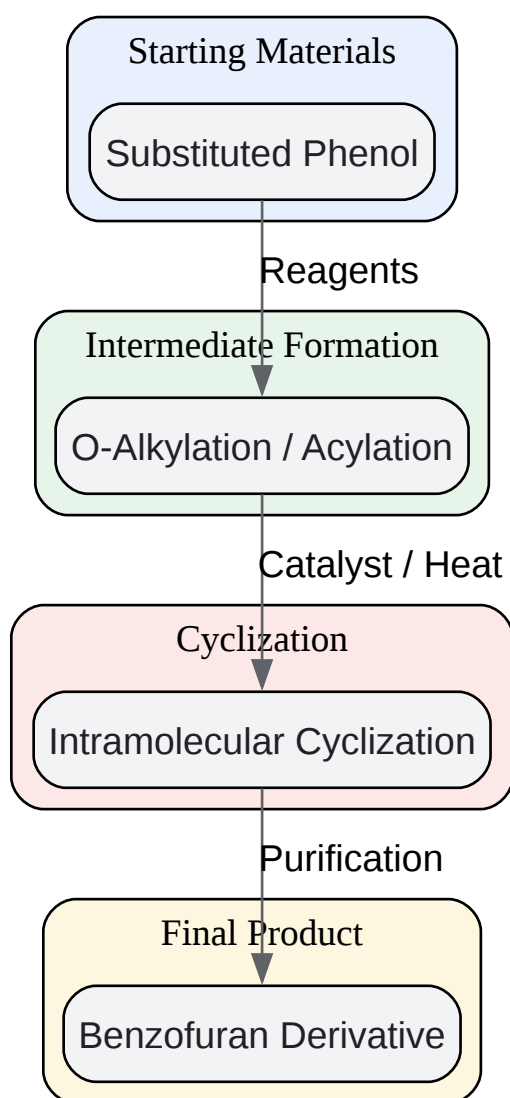 Starting Materials
Substituted Phenol
Reagents
Intermediate Formation
O-Alkylation / Acylation
Catalyst / Heat
Cyclization
Intramolecular Cyclization
Purification
Final Product
Benzofuran Derivative